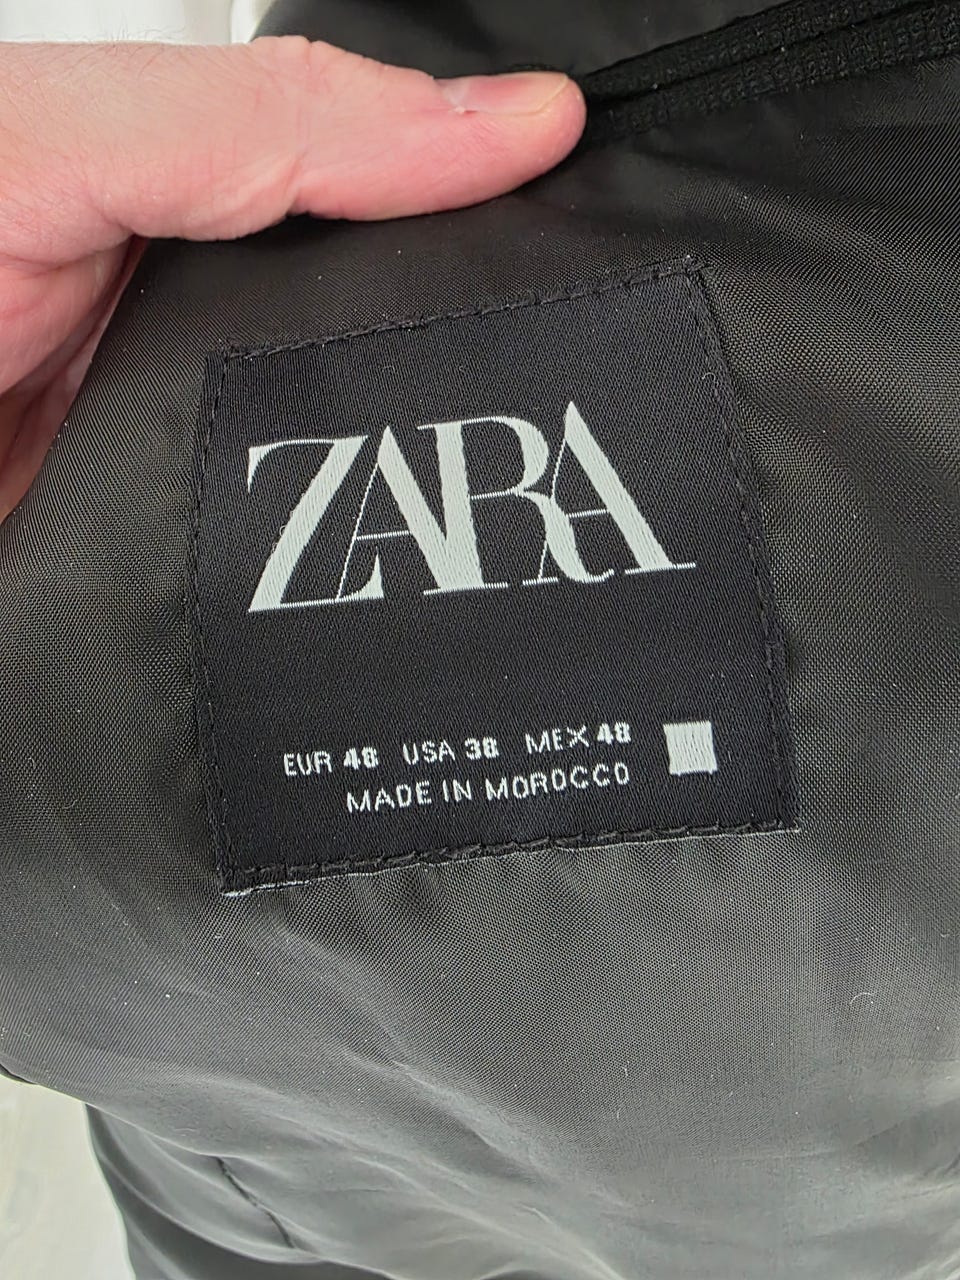 ZARA
EUR 48 USA 38 MEX 48
MADE IN MOROCCO